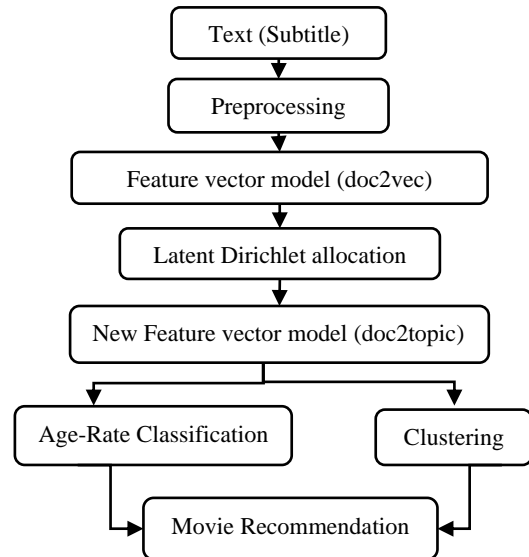 Text (Subtitle)
Preprocessing
Feature vector model (doc2vec)
Latent Dirichlet allocation
New Feature vector model (doc2topic)
Age-Rate Classification
Clustering
Movie Recommendation